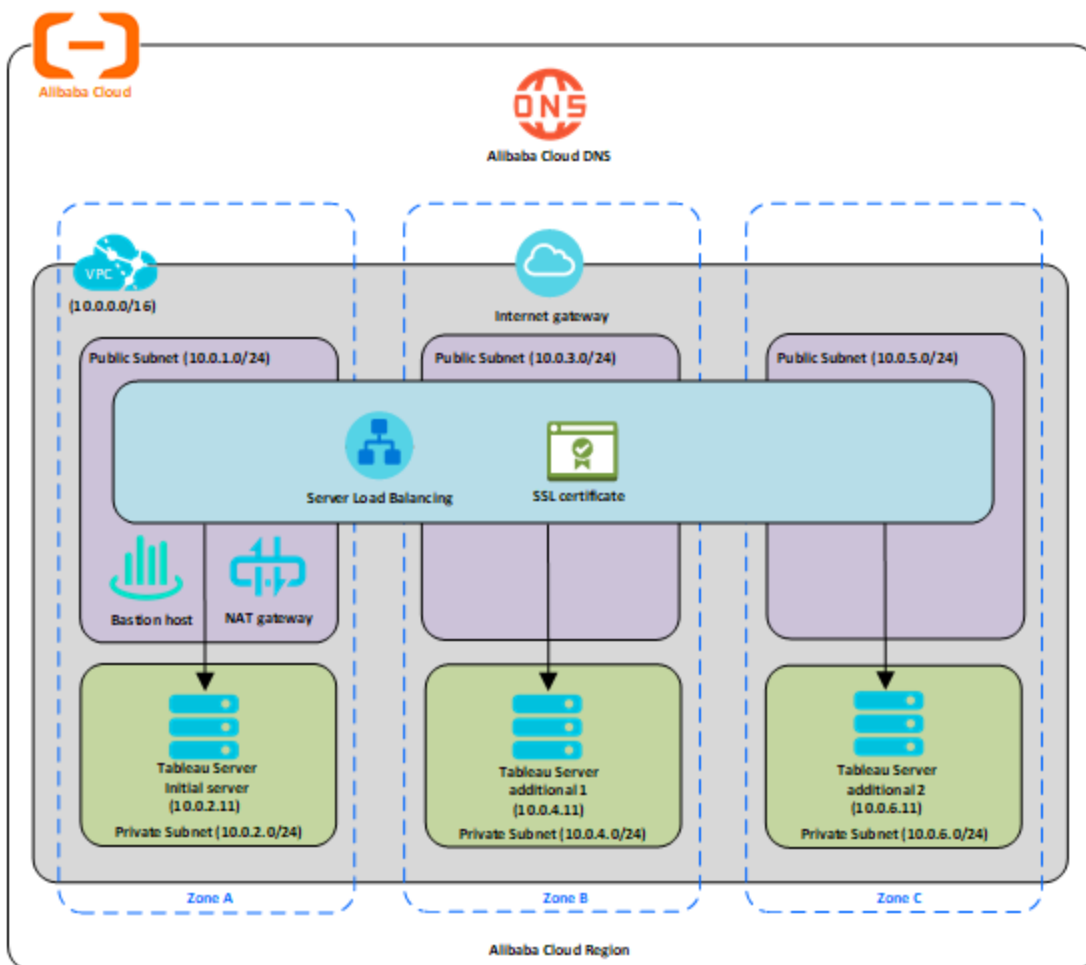 Alibaba Cloud
DNS
Alibaba Cloud DNS
VPC
(10.0.0.0/16)
Internet gateway
Public Subnet (10.0.1.0/24)
Public Subnet (10.0.3.0/24)
Public Subnet (10.0.5.0/24)
Server Load Balancing
SSL certificate
Bastion host
NAT gateway
Tableau Server
Initial server
(10.0.2.11)
Private Subnet (10.0.2.0/24)
Tableau Server
additional 1
(10.0.4.11)
Private Subnet (10.0.4.0/24)
Tableau Server
additional 2
(10.0.6.11)
Private Subnet (10.0.6.0/24)
Zone A
Zone B
Zone C
Alibaba Cloud Region